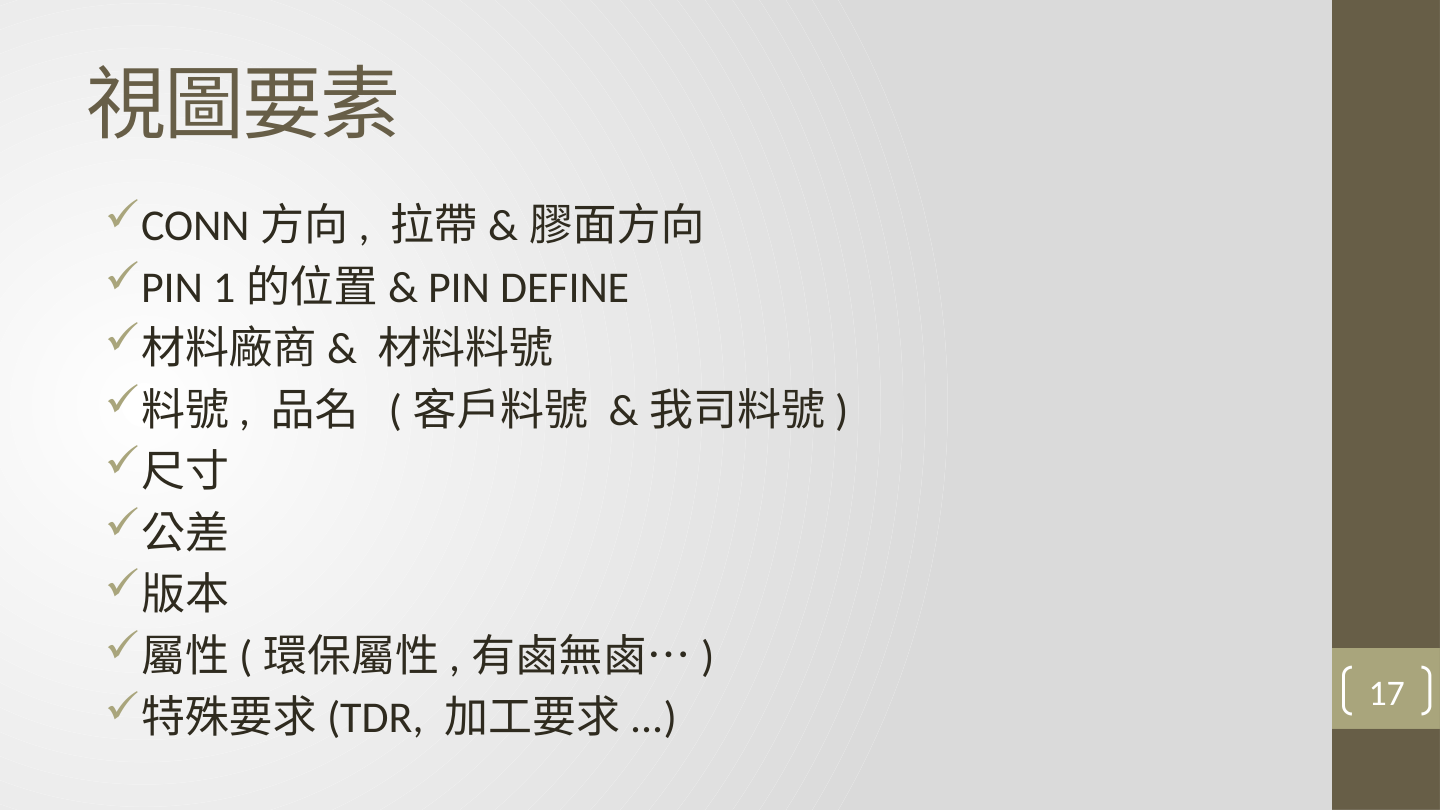 視圖要素
CONN 方向 , 拉帶 & 膠面方向
PIN 1 的位置 & PIN DEFINE
材料廠商 & 材料料號
料號 , 品名 ( 客戶料號 & 我司料號 )
尺寸
公差
版本
屬性 ( 環保屬性 , 有鹵無鹵… )
特殊要求 (TDR, 加工要求 …)
17